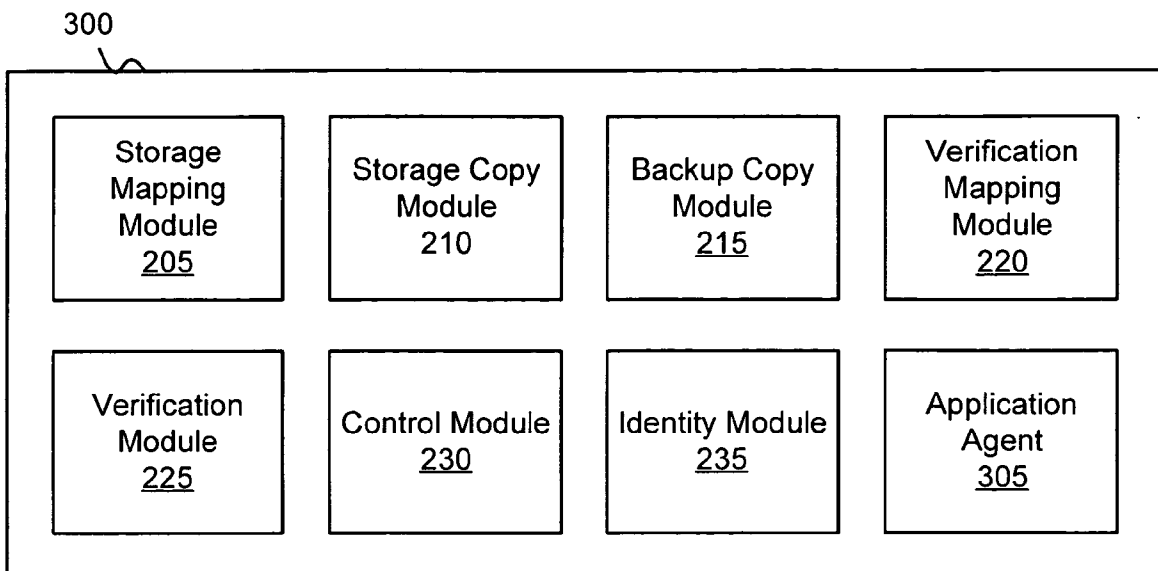 300
Storage
Mapping
Module
205
Storage Copy
Module
210
Backup Copy
Module
215
Verification
Mapping
Module
220
Verification
Module
225
Control Module
230
Identity Module
235
Application
Agent
305